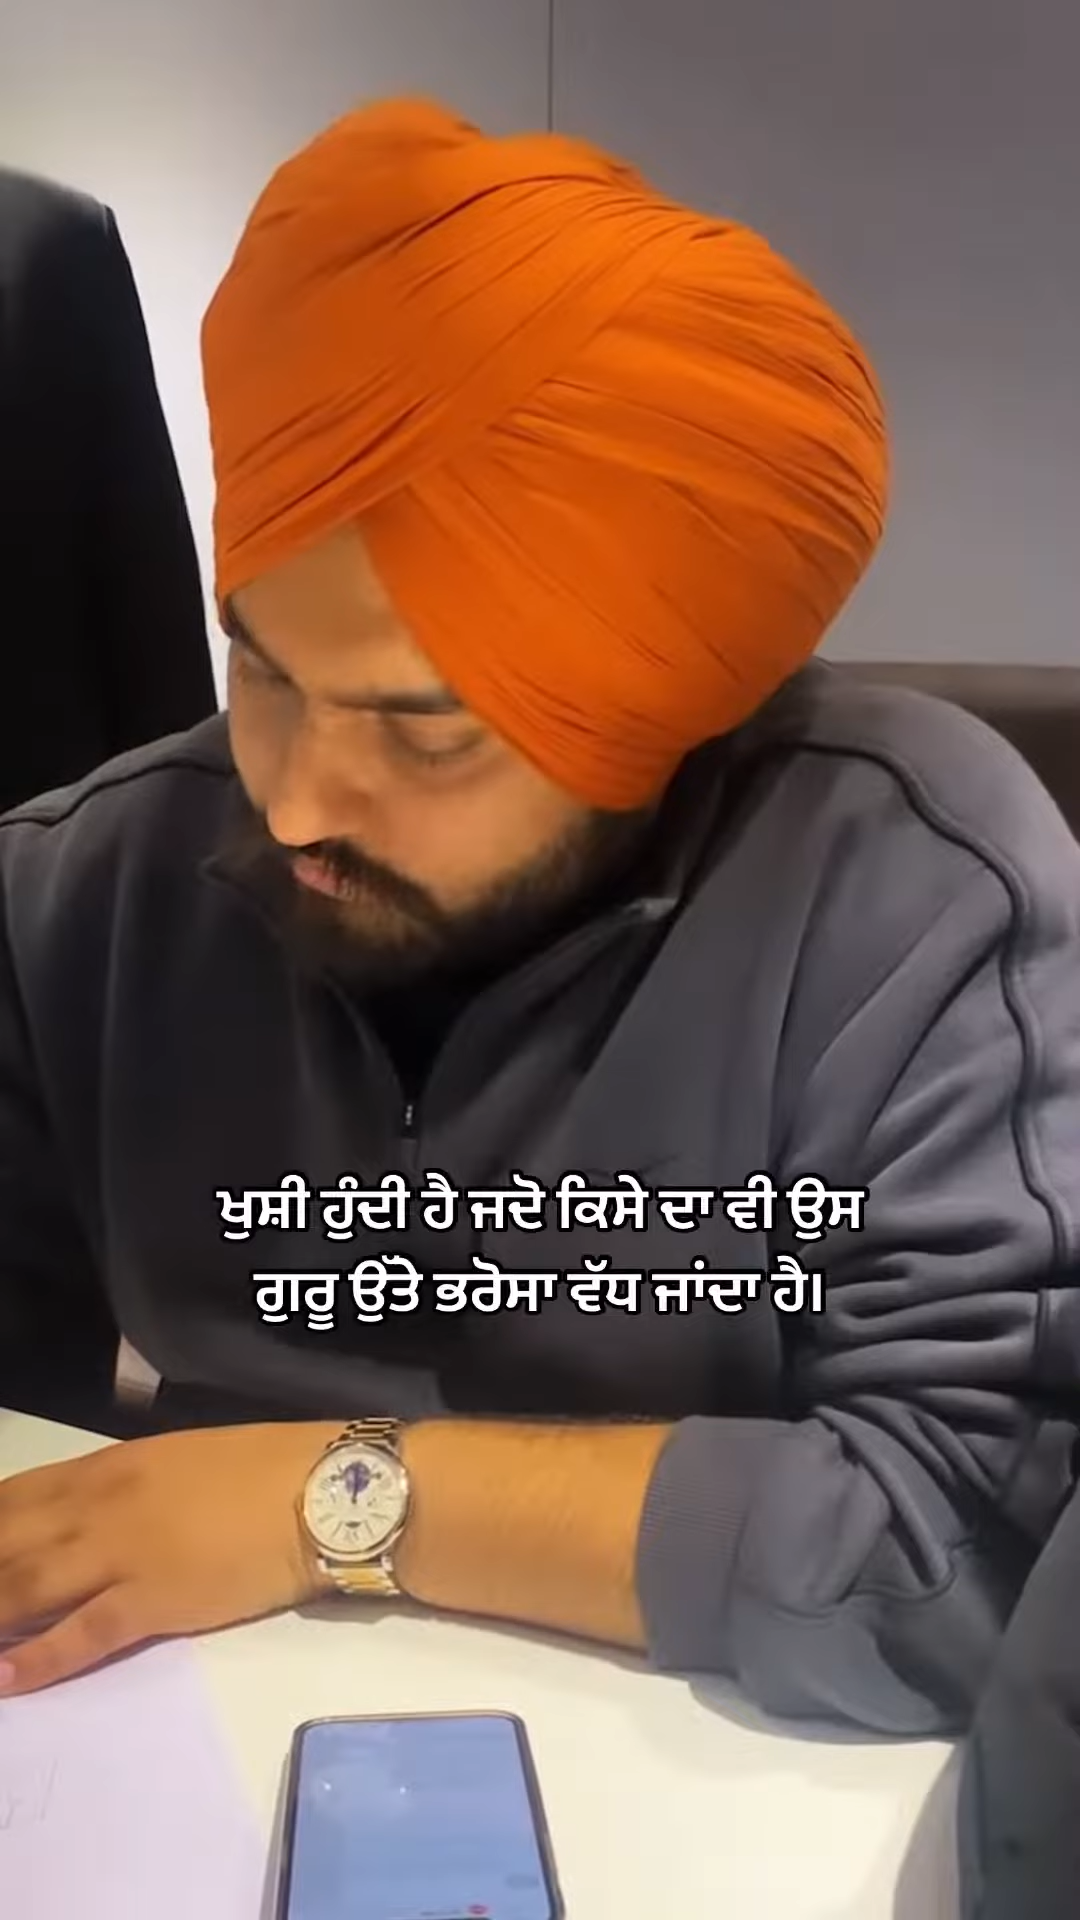 ਖੁਸ਼ੀ ਹੁੰਦੀ ਹੈ ਜਦੋ ਕਿਸੇ ਦਾ ਵੀ ਉਸ
ਗੁਰੂ ਉੱਤੇ ਭਰੋਸਾ ਵੱਧ ਜਾਂਦਾ ਹੈ।